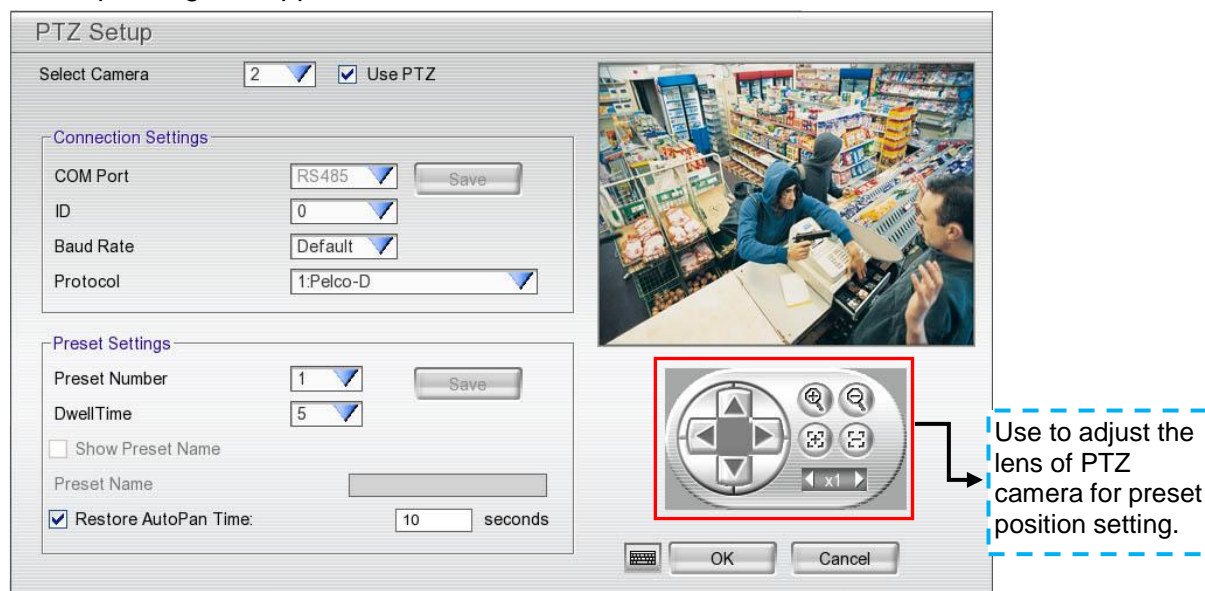 PTZ Setup
Select Camera 2 Use PTZ
Connection Settings
COM Port RS485 Save
ID 0
Baud Rate Default
Protocol 1:Pelco-D
Preset Settings
Preset Number 1 Save
DwellTime 5
Show Preset Name
Preset Name
Restore AutoPan Time: 10 seconds
x1
OK Cancel
Use to adjust the
lens of PTZ
camera for preset
position setting.